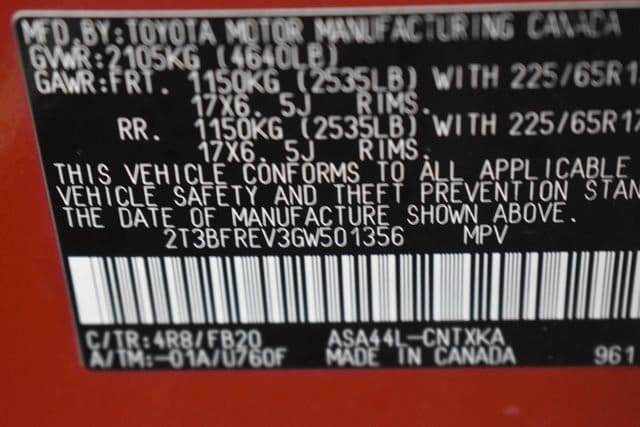 MFD.BY:TOYOTA MOTOR MANUFACTURING CANADA
GVWR:2105KG (4640LB)
GAWR:FRT. 1150KG (2535LB) WITH 225/65R1
17X6.5J RIMS.
RR. 1150KG (2535LB) WITH 225/65R17
17X6.5J RIMS.
THIS VEHICLE CONFORMS TO ALL APPLICABLE
VEHICLE SAFETY AND THEFT PREVENTION STAN
THE DATE OF MANUFACTURE SHOWN ABOVE.
2T3BFREV3GW501356 MPV
C/TR:4R8/FB20 ASA44L-CNTXKA
A/TM:-01A/U760F MADE IN CANADA 961